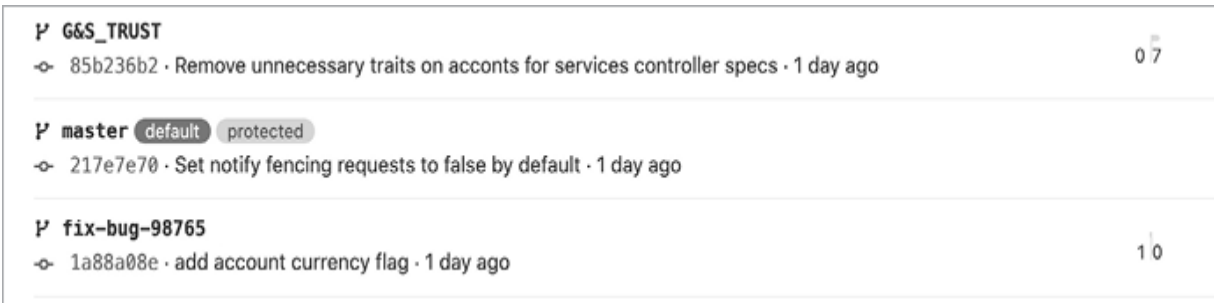 G&S_TRUST
85b236b2 · Remove unnecessary traits on acconts for services controller specs · 1 day ago
0 7
master default protected
217e7e70 · Set notify fencing requests to false by default · 1 day ago
fix-bug-98765
1a88a08e · add account currency flag · 1 day ago
1 0